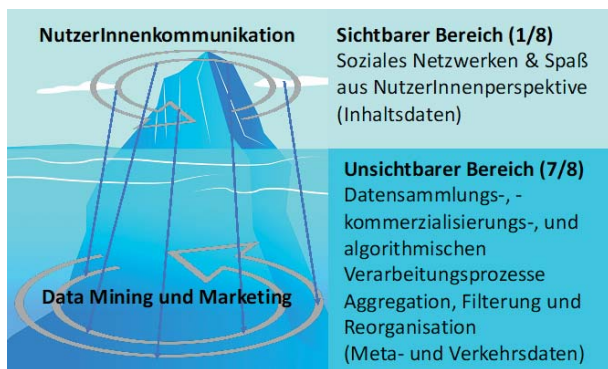 NutzerInnenkommunikation
Sichtbarer Bereich (1/8)
Soziales Netzwerken & Spaß
aus NutzerInnenperspektive
(Inhaltsdaten)
Unsichtbarer Bereich (7/8)
Datensammlungs-, -
kommerzialisierungs-, und
algorithmischen
Verarbeitungsprozesse
Aggregation, Filterung und
Reorganisation
(Meta- und Verkehrsdaten)
Data Mining und Marketing